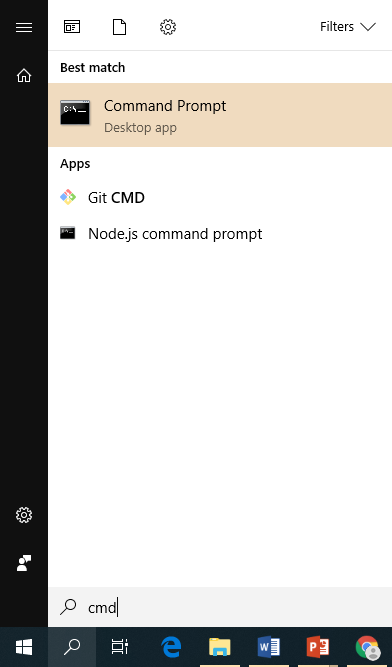 Filters
Best match
C:\
Command Prompt
Desktop app
Apps
Git CMD
Node.js command prompt
cmd